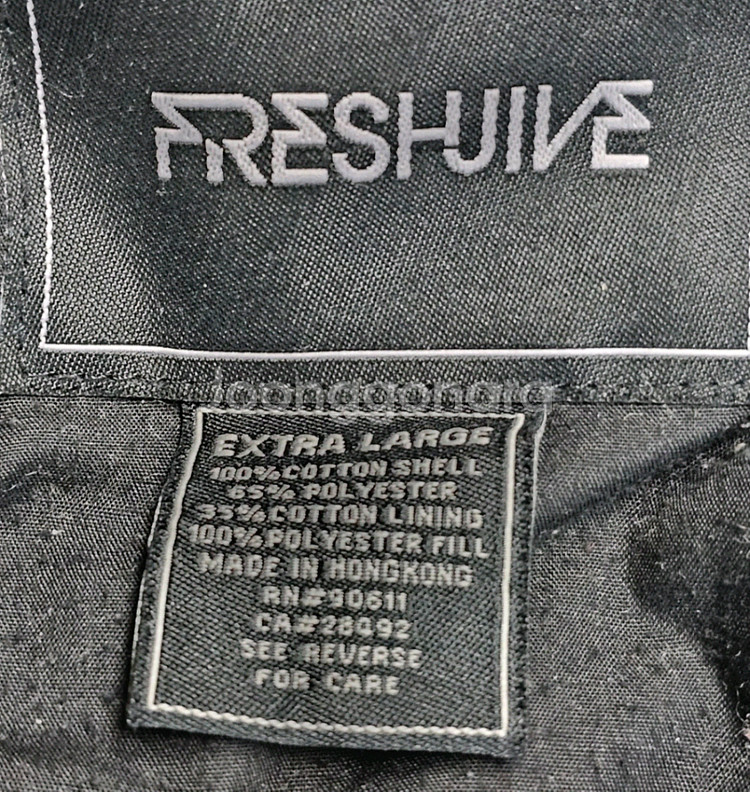 FRESHJIVE
EXTRA LARGE
100% COTTON SHELL
65% POLYESTER
35% COTTON LINING
100% POLYESTER FILL
MADE IN HONGKONG
RN#90611
CA#28092
SEE REVERSE
FOR CARE